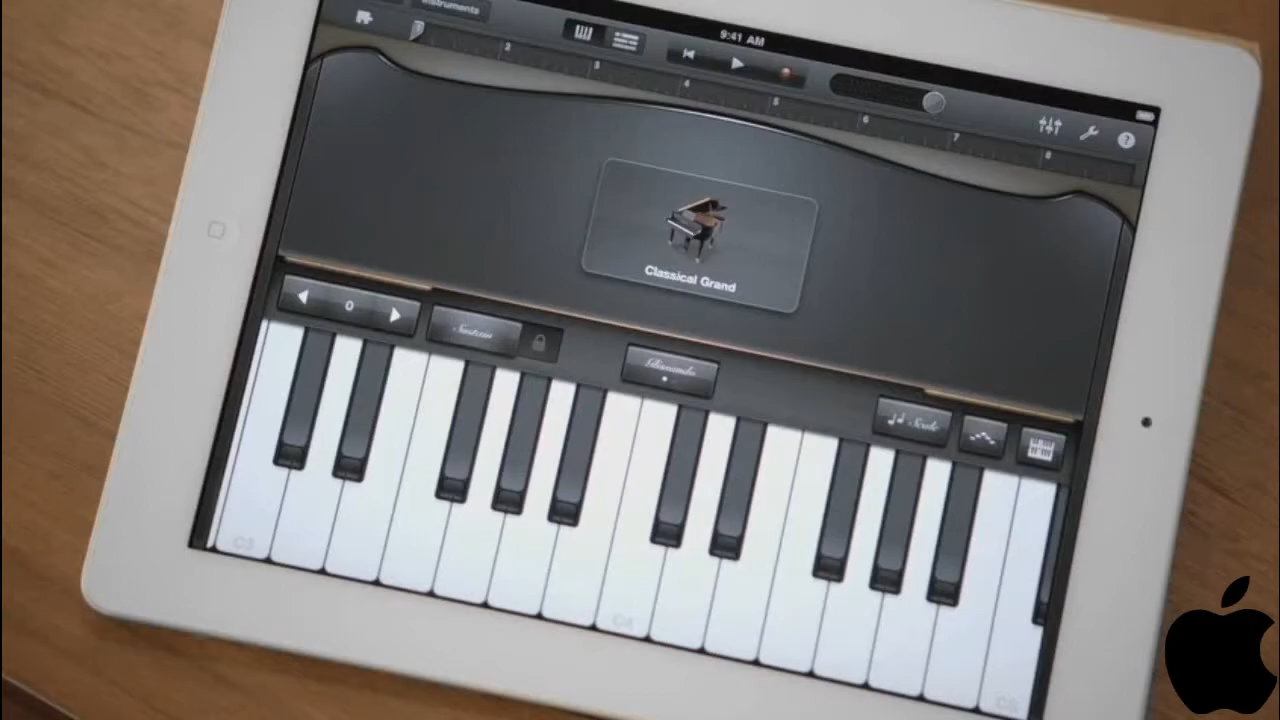 Instruments
9:41 AM
2
3
4
5
6
7
8
?
Classical Grand
0
Sustain
Glissando
Scale
C3
C4
C5